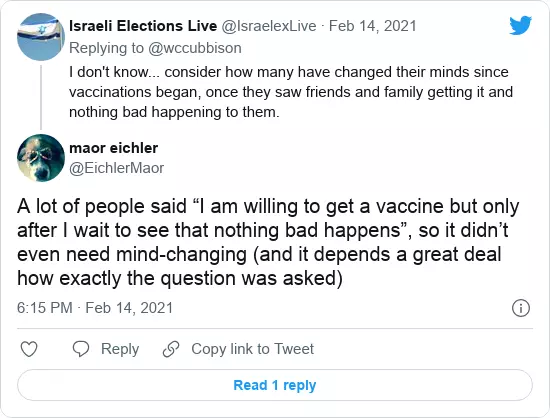 Israeli Elections Live @IsraelexLive · Feb 14, 2021
Replying to @wccubbison
I don't know... consider how many have changed their minds since
vaccinations began, once they saw friends and family getting it and
nothing bad happening to them.
maor eichler
@EichlerMaor
A lot of people said “I am willing to get a vaccine but only
after I wait to see that nothing bad happens”, so it didn’t
even need mind-changing (and it depends a great deal
how exactly the question was asked)
6:15 PM · Feb 14, 2021
Reply
Copy link to Tweet
Read 1 reply